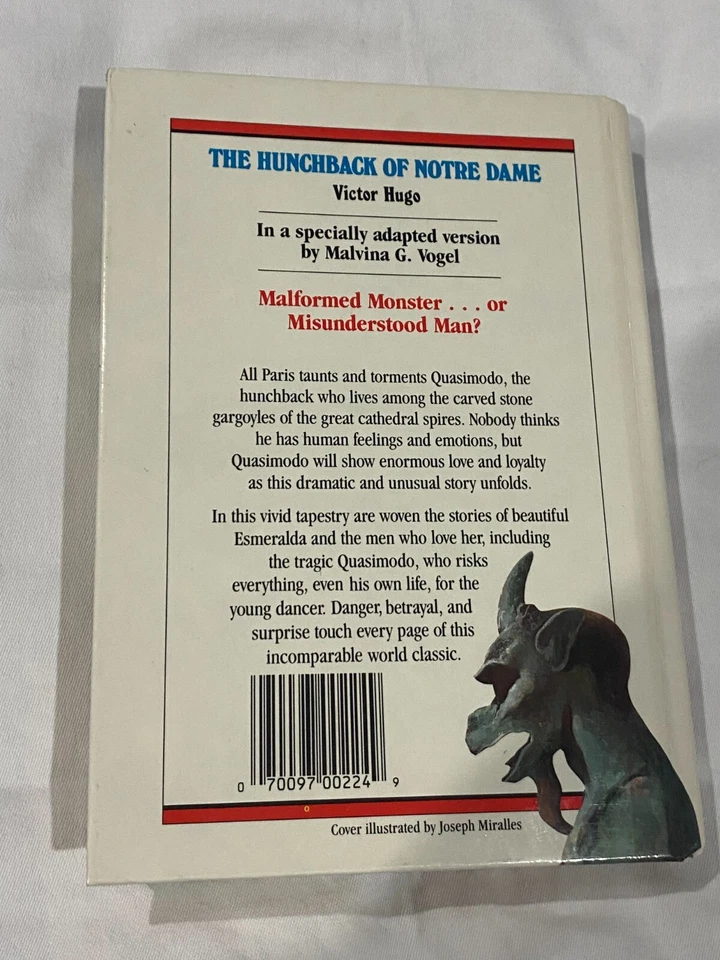 THE HUNCHBACK OF NOTRE DAME
Victor Hugo
In a specially adapted version
by Malvina G. Vogel
Malformed Monster . . . or
Misunderstood Man?
All Paris taunts and torments Quasimodo, the
hunchback who lives among the carved stone
gargoyles of the great cathedral spires. Nobody thinks
he has human feelings and emotions, but
Quasimodo will show enormous love and loyalty
as this dramatic and unusual story unfolds.
In this vivid tapestry are woven the stories of beautiful
Esmeralda and the men who love her, including
the tragic Quasimodo, who risks
everything, even his own life, for the
young dancer. Danger, betrayal, and
surprise touch every page of this
incomparable world classic.
0 70097 00224 9
Cover illustrated by Joseph Miralles